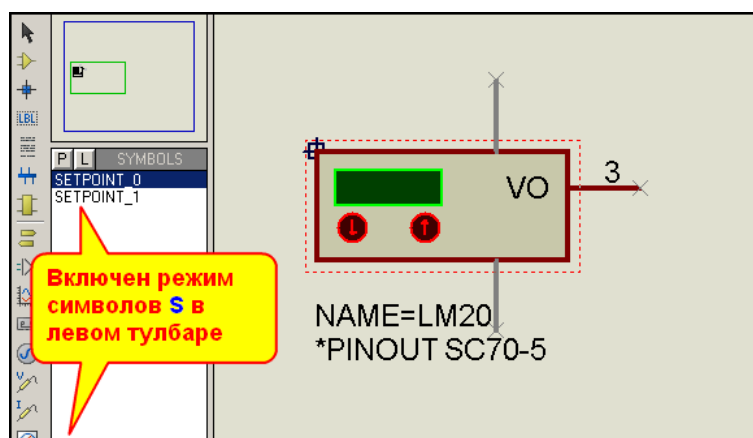 LBL
P L SYMBOLS
SETPOINT_0
SETPOINT_1
Включен режим
символов S в
левом тулбаре
VO
3
NAME=LM20
*PINOUT SC70-5
V
I